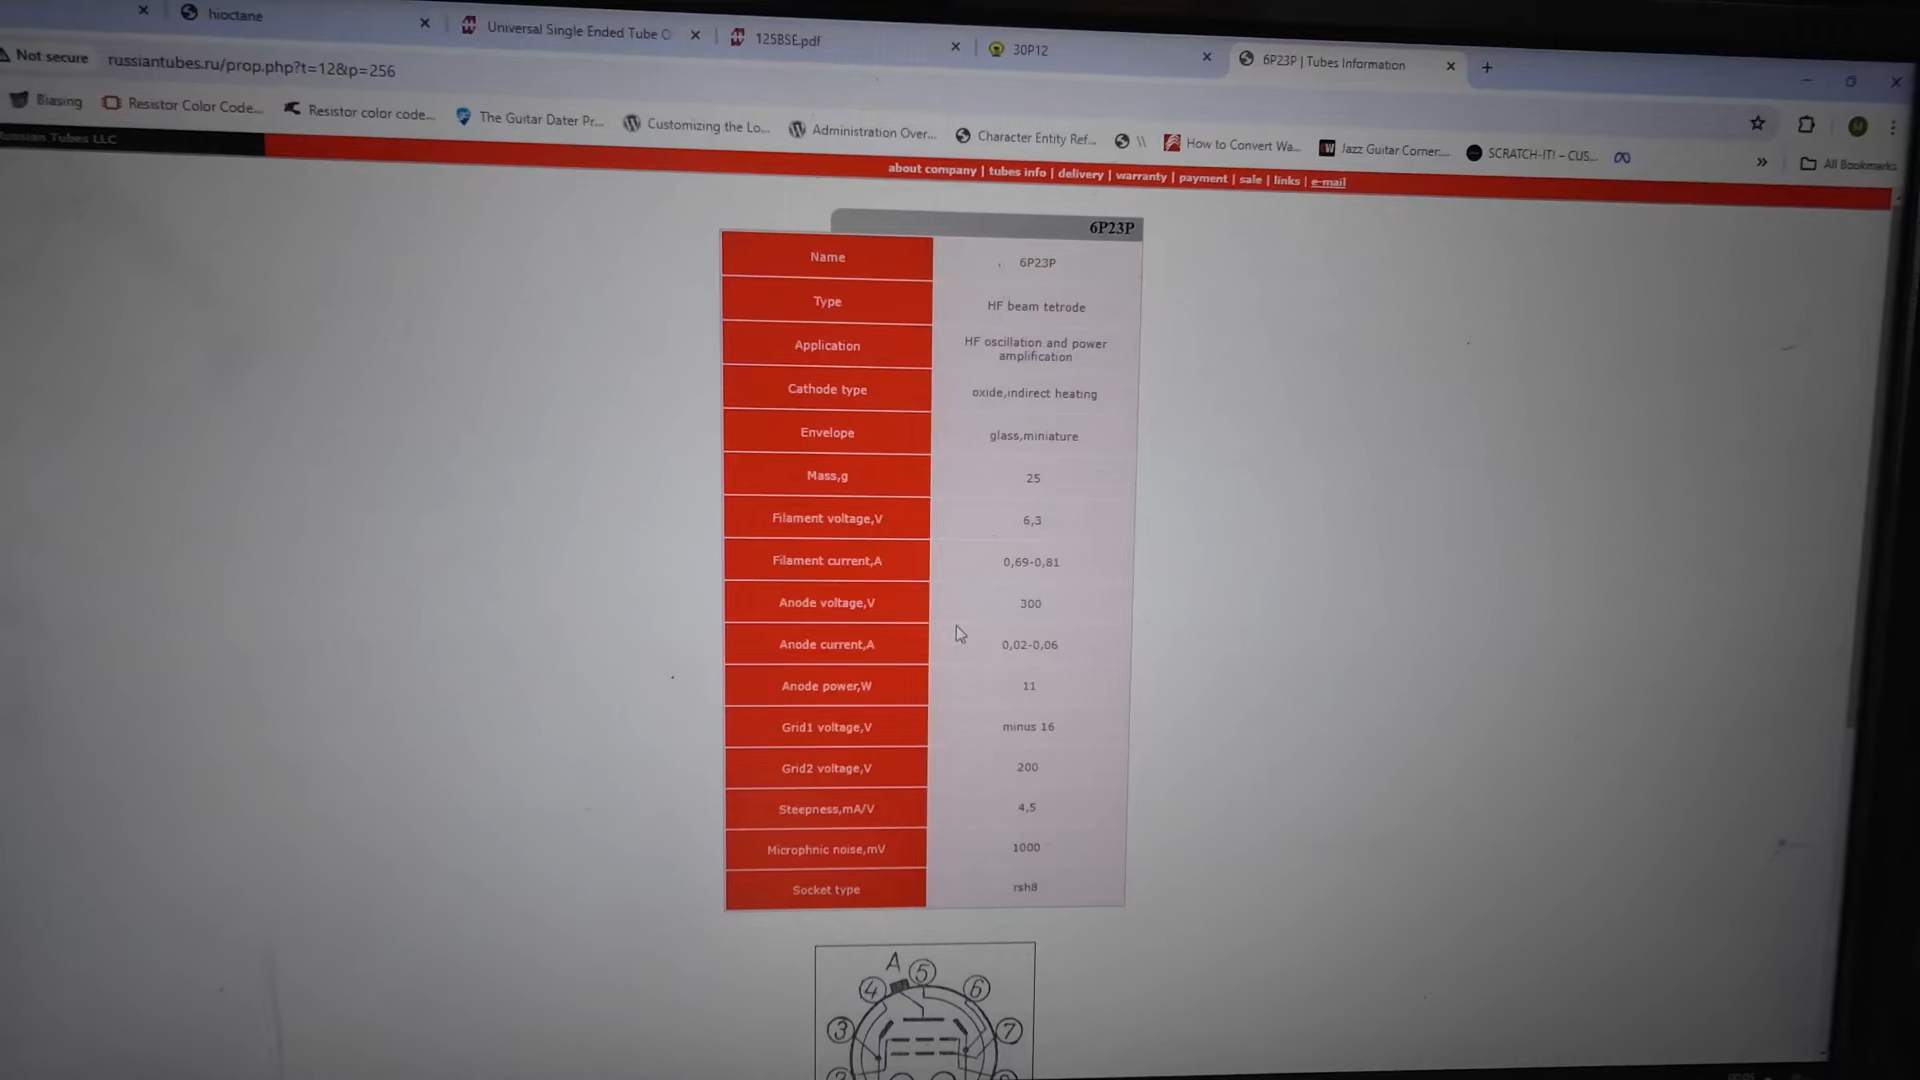 hioctane
Universal Single Ended Tube O
125BSE.pdf
30P12
6P23P | Tubes Information
Not secure
russiantubes.ru/prop.php?t=12&p=256
Biasing
Resistor Color Code...
Resistor color code...
The Guitar Dater Pr...
Customizing the Lo...
Administration Over...
Character Entity Ref...
\\
How to Convert Wa...
Jazz Guitar Corner:...
SCRATCH-IT! – CUS...
All Bookmarks
Russian Tubes LLC
about company | tubes info | delivery | warranty | payment | sale | links | e-mail
6P23P
Name 6P23P
Type HF beam tetrode
Application HF oscillation and power
amplification
Cathode type oxide,indirect heating
Envelope glass,miniature
Mass,g 25
Filament voltage,V 6,3
Filament current,A 0,69-0,81
Anode voltage,V 300
Anode current,A 0,02-0,06
Anode power,W 11
Grid1 voltage,V minus 16
Grid2 voltage,V 200
Steepness,mA/V 4,5
Microphnic noise,mV 1000
Socket type rsh8
A
5
4
6
3
7